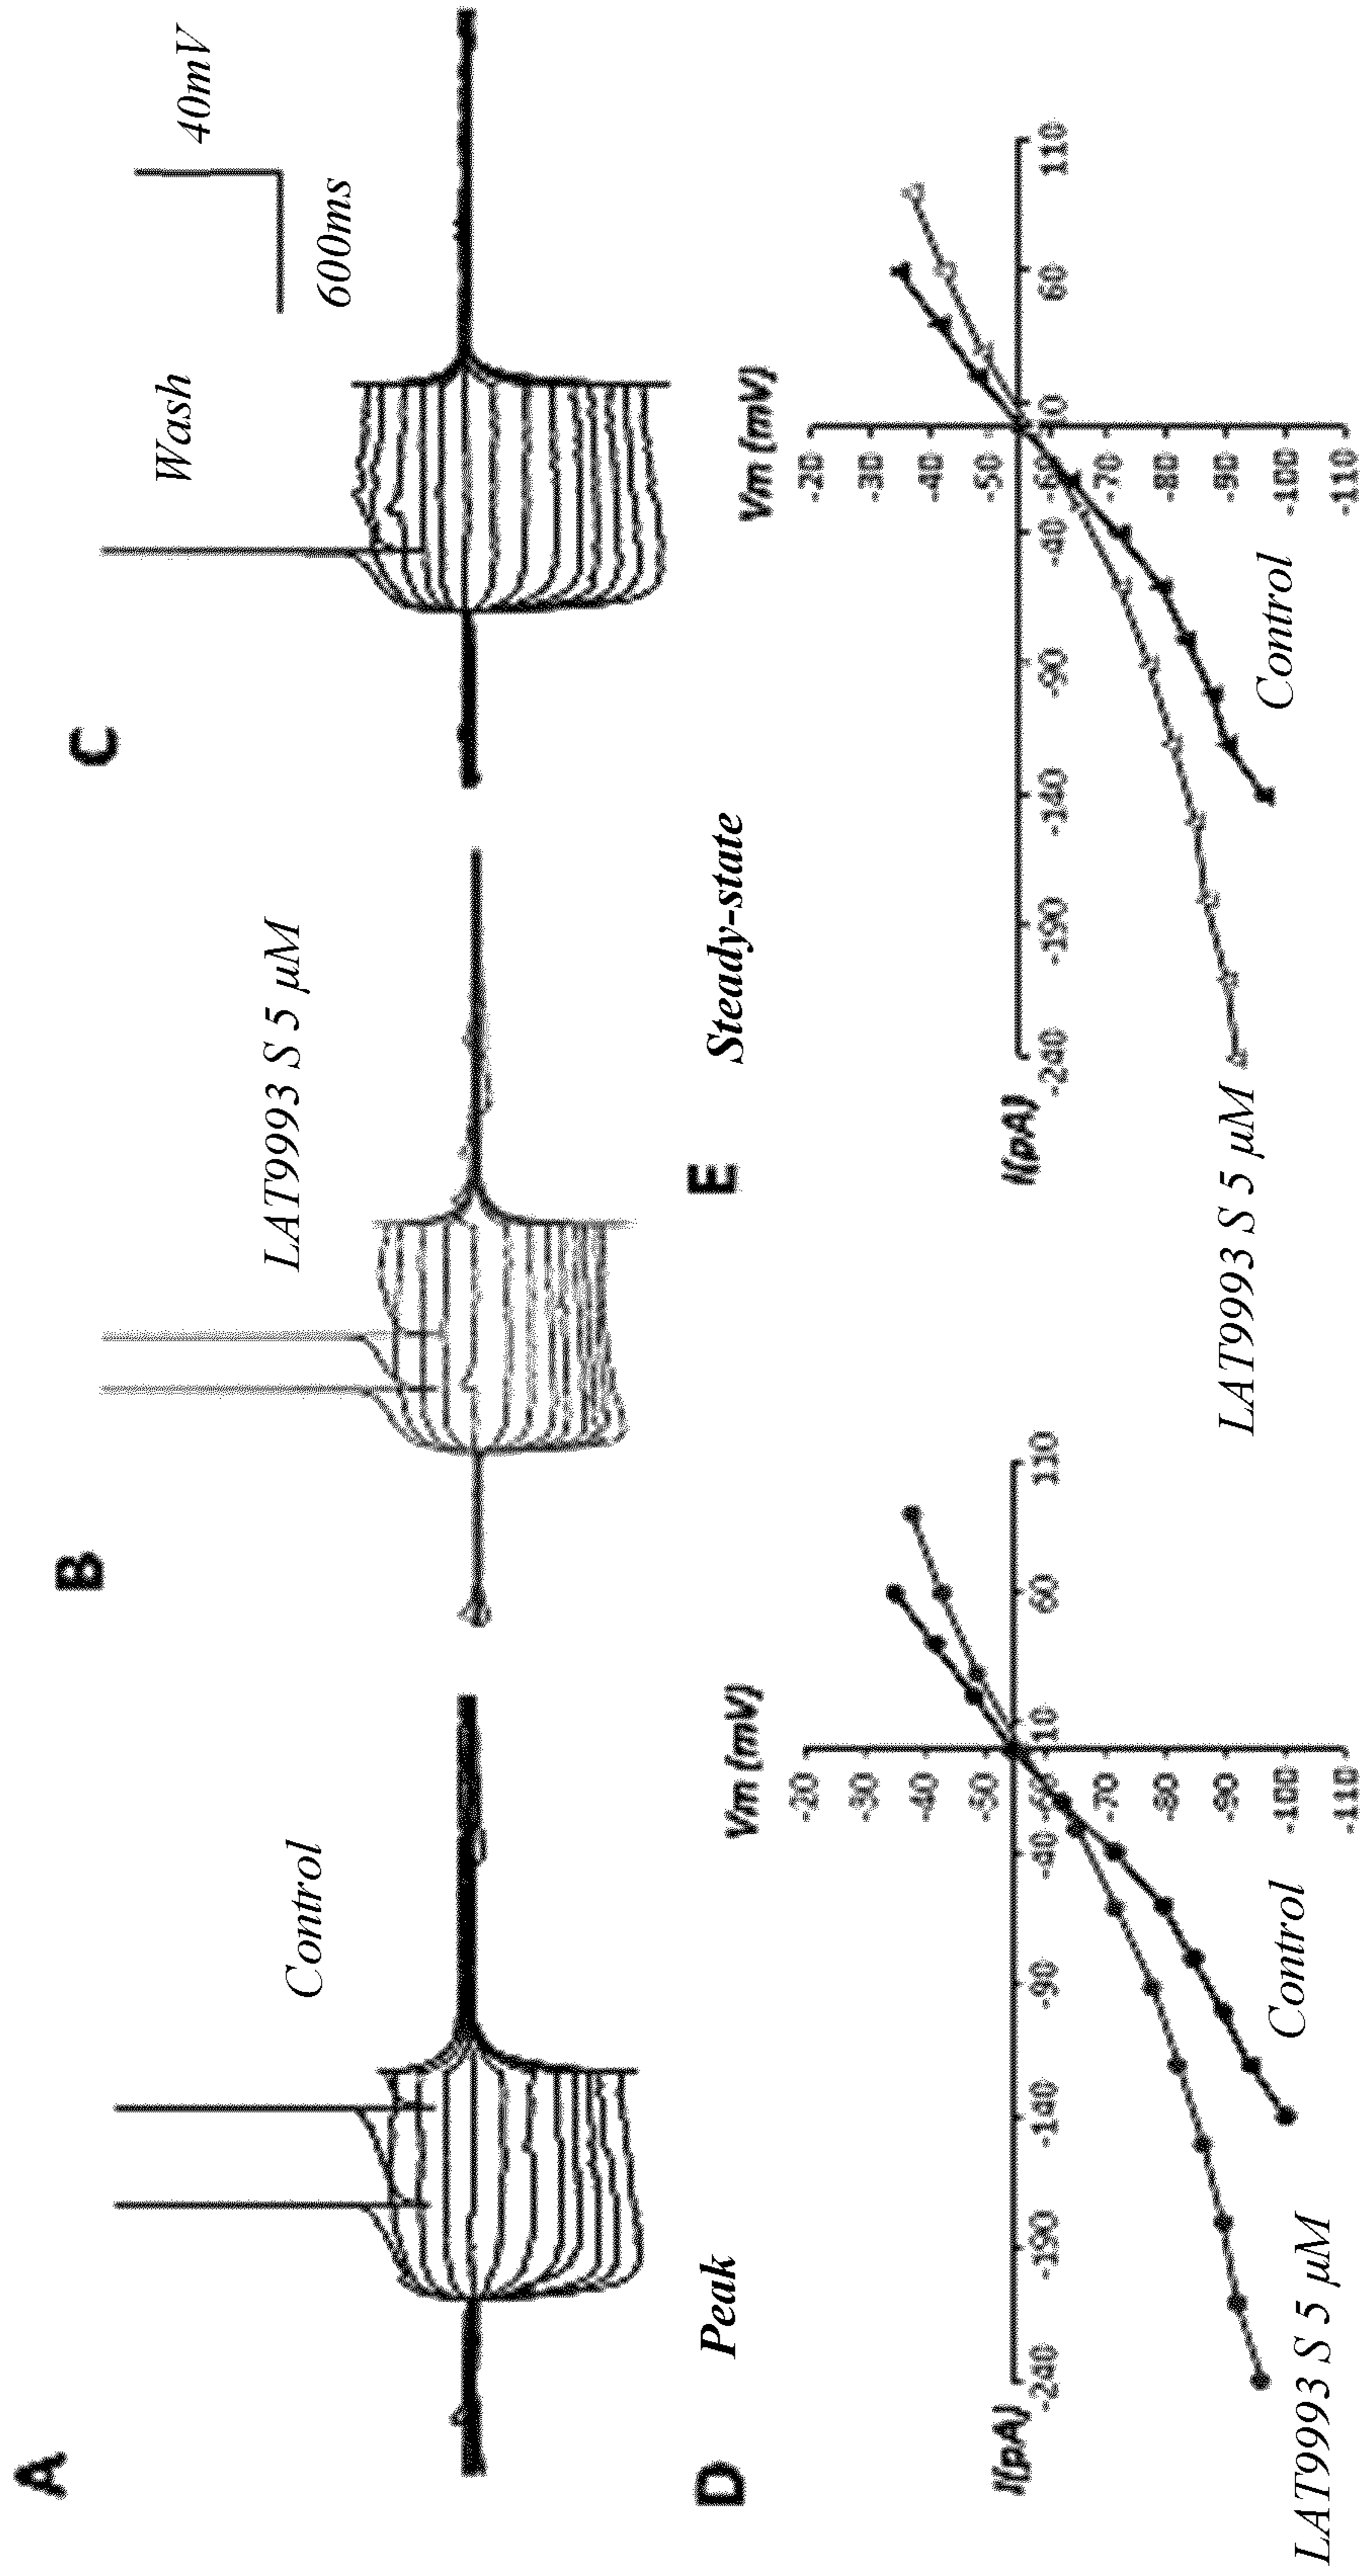 A
Control
B
LAT9993 S 5 µM
C
Wash
40mV
600ms
D
Peak
Vm (mV)
-20
-30
-40
-50
-60
-70
-80
-90
-100
-110
I(pA)
-240
-190
-140
-90
-40
10
60
110
Control
LAT9993 S 5 µM
E
Steady-state
Vm (mV)
-20
-30
-40
-50
-60
-70
-80
-90
-100
-110
I(pA)
-240
-190
-140
-90
-40
10
60
110
Control
LAT9993 S 5 µM